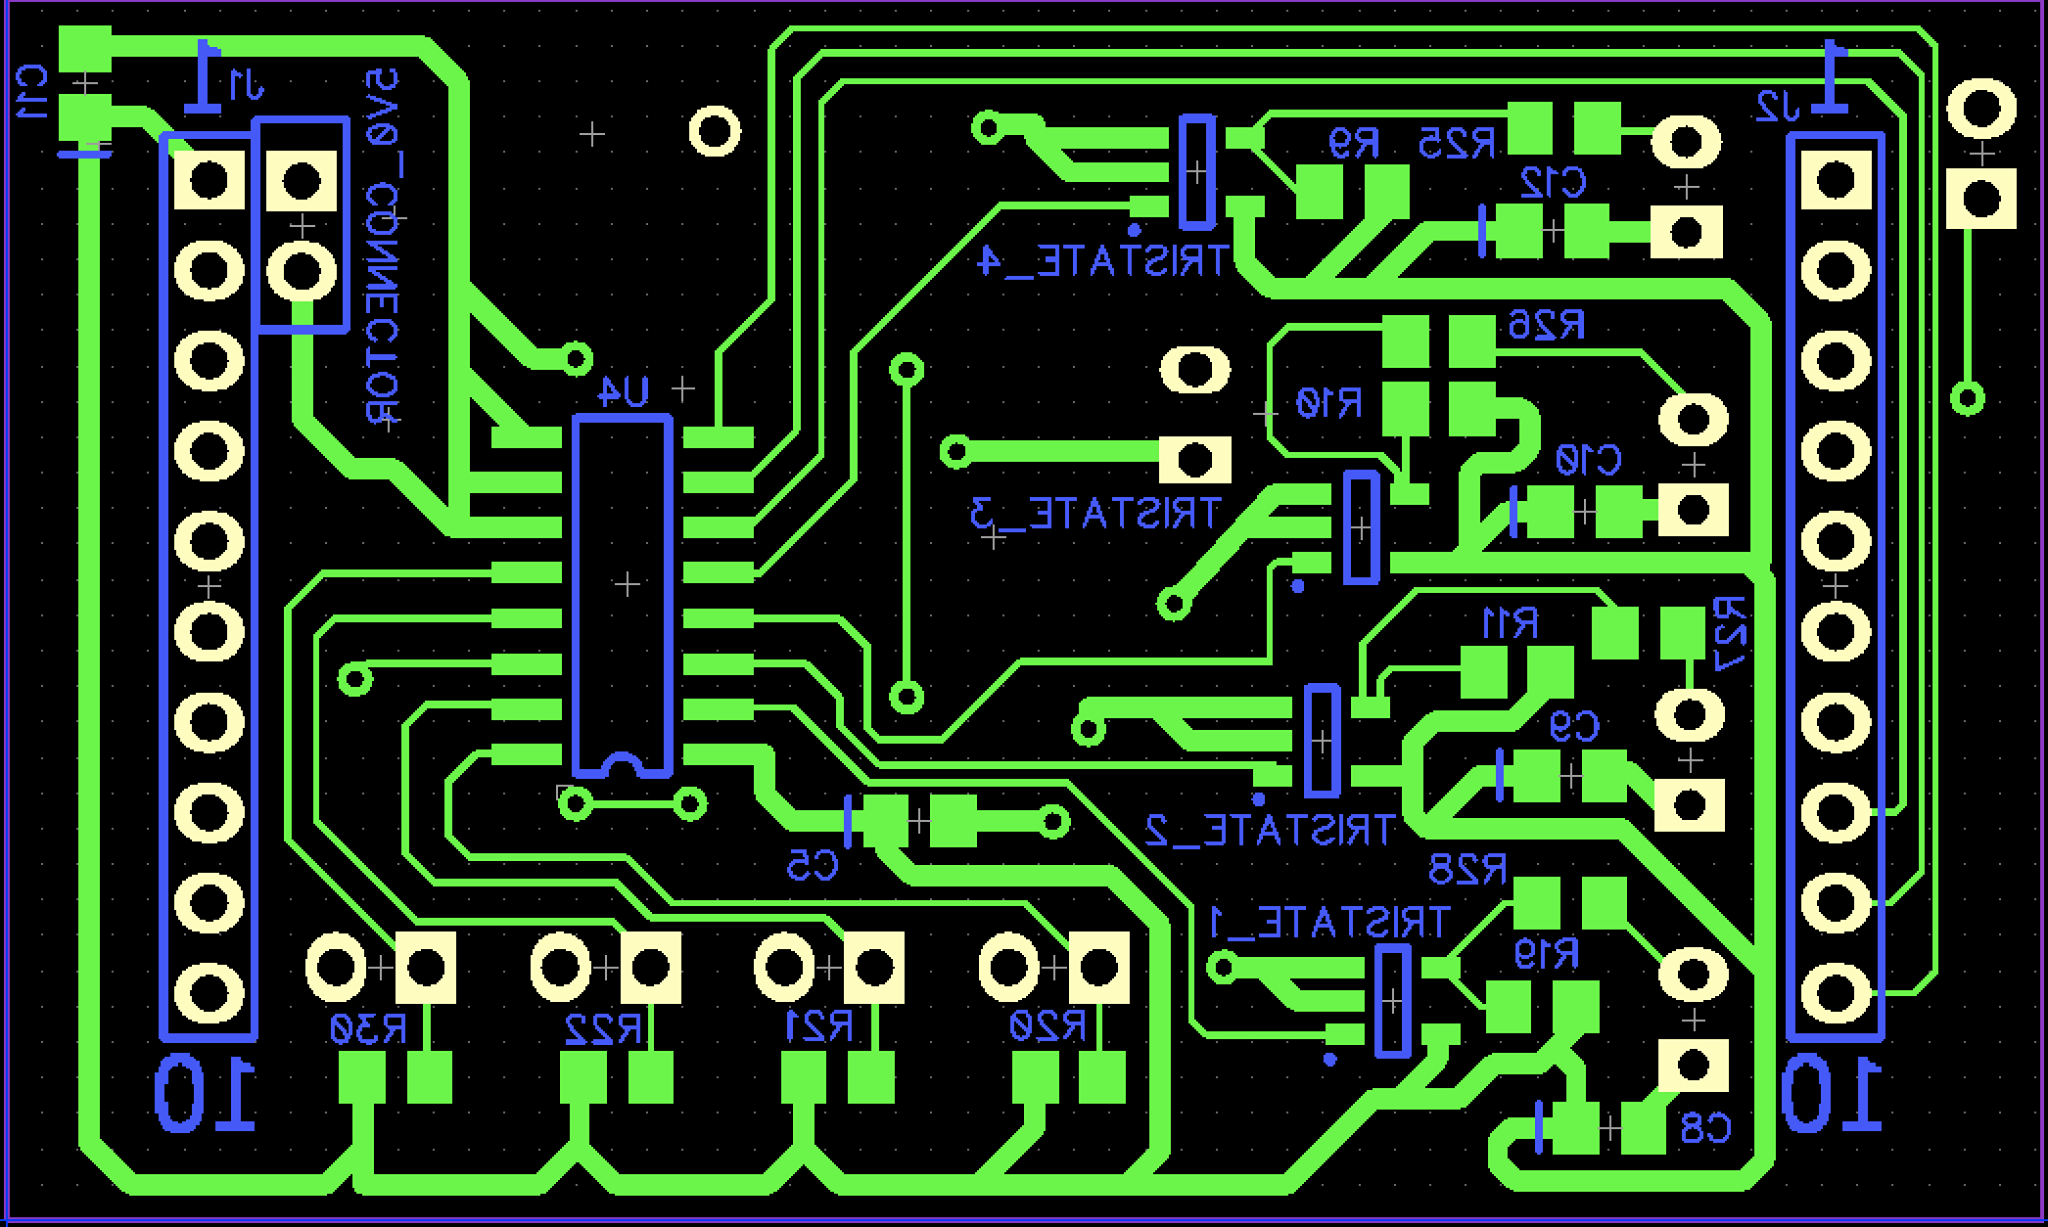 C11
1
J1
5V0_CONNECTOR
1
J2
R9
R25
C12
TRISTATE_4
R26
U4
R10
C10
TRISTATE_3
R11
R27
C9
TRISTATE_2
C5
R28
TRISTATE_1
R19
R30
R22
R21
R20
10
10
C8